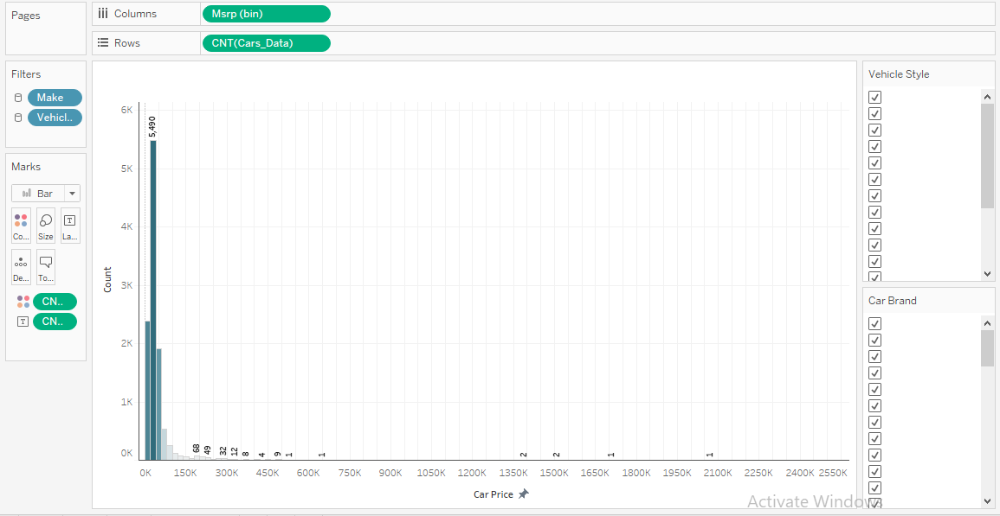 Pages
Columns
Msrp (bin)
Rows
CNT(Cars_Data)
Filters
Make
Vehicl..
Marks
Bar
Co...
Size
La...
De...
To...
CN..
CN..
Count
6K
5K
4K
3K
2K
1K
0K
5,490
68
49
32
12
8
4
9
1
1
2
2
1
1
0K 150K 300K 450K 600K 750K 900K 1050K 1200K 1350K 1500K 1650K 1800K 1950K 2100K 2250K 2400K 2550K
Car Price
Vehicle Style
Car Brand
Activate Windows